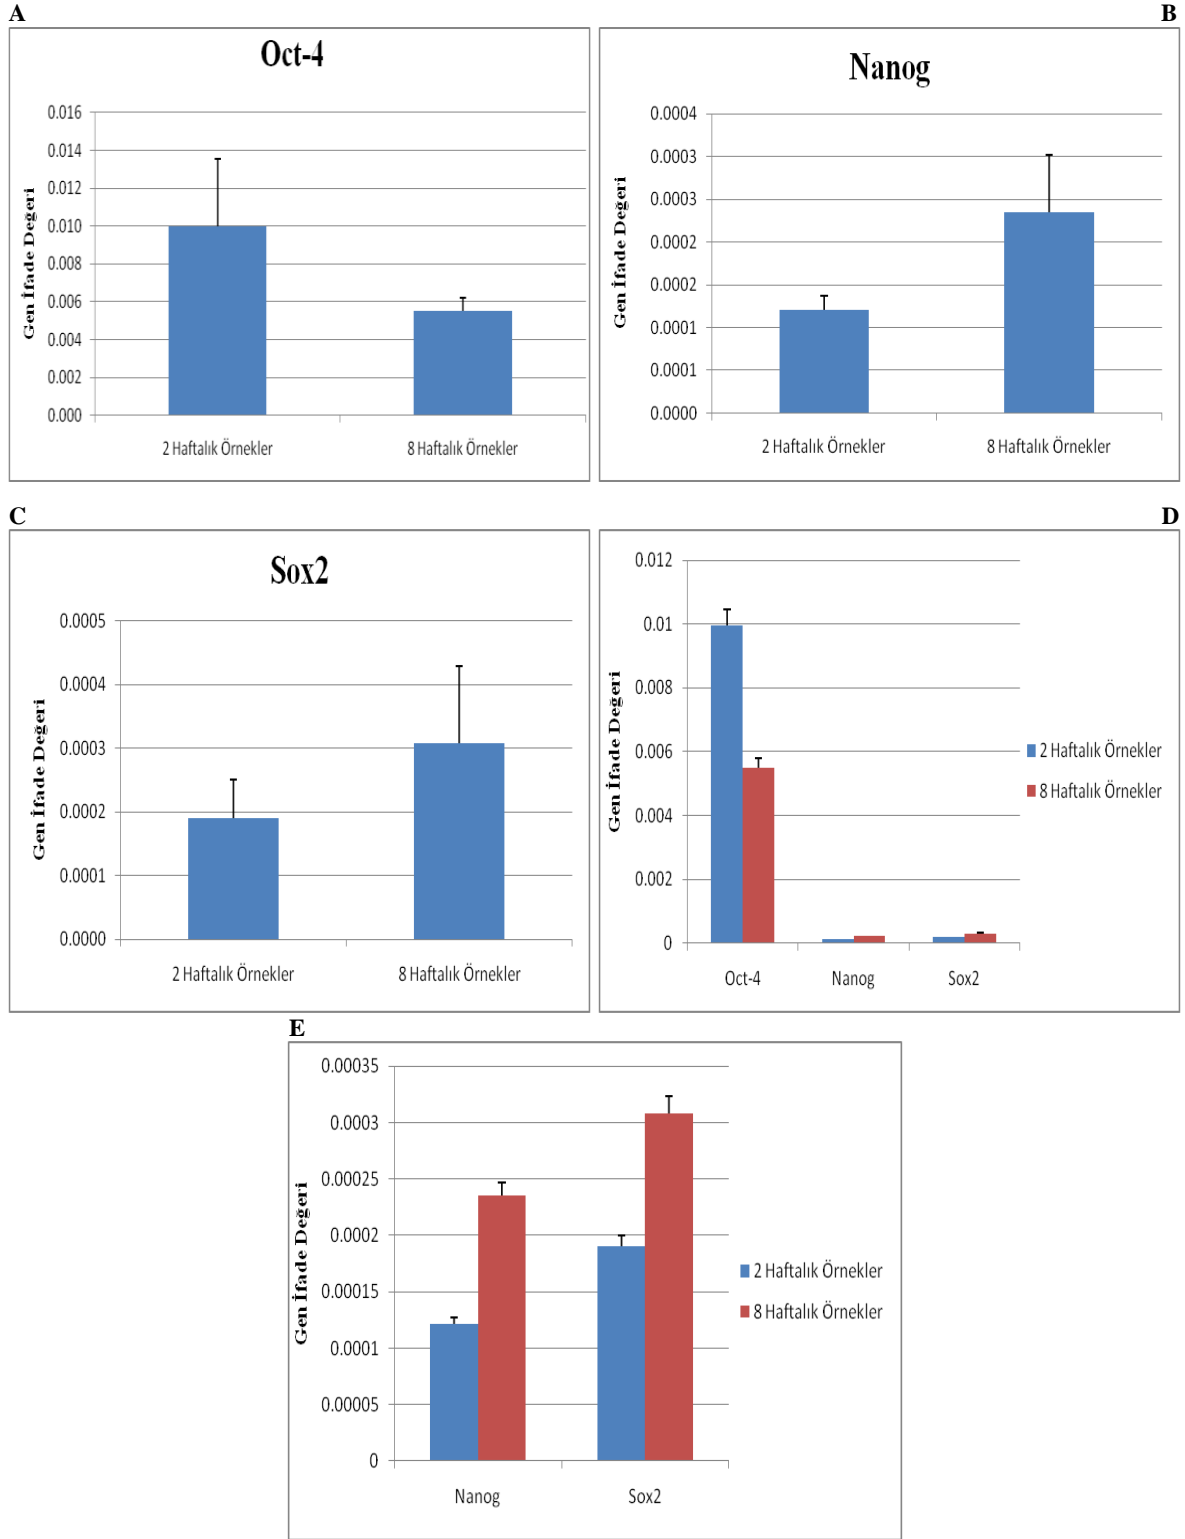 A
B
Oct-4
0.016
0.014
0.012
0.010
0.008
0.006
0.004
0.002
0.000
Gen İfade Değeri
2 Haftalık Örnekler
8 Haftalık Örnekler
Nanog
0.0004
0.0003
0.0003
0.0002
0.0002
0.0001
0.0001
0.0000
Gen İfade Değeri
2 Haftalık Örnekler
8 Haftalık Örnekler
C
D
Sox2
0.0005
0.0004
0.0003
0.0002
0.0001
0.0000
Gen İfade Değeri
2 Haftalık Örnekler
8 Haftalık Örnekler
0.012
0.01
0.008
0.006
0.004
0.002
0
Gen İfade Değeri
Oct-4
Nanog
Sox2
2 Haftalık Örnekler
8 Haftalık Örnekler
E
0.00035
0.0003
0.00025
0.0002
0.00015
0.0001
0.00005
0
Gen İfade Değeri
Nanog
Sox2
2 Haftalık Örnekler
8 Haftalık Örnekler